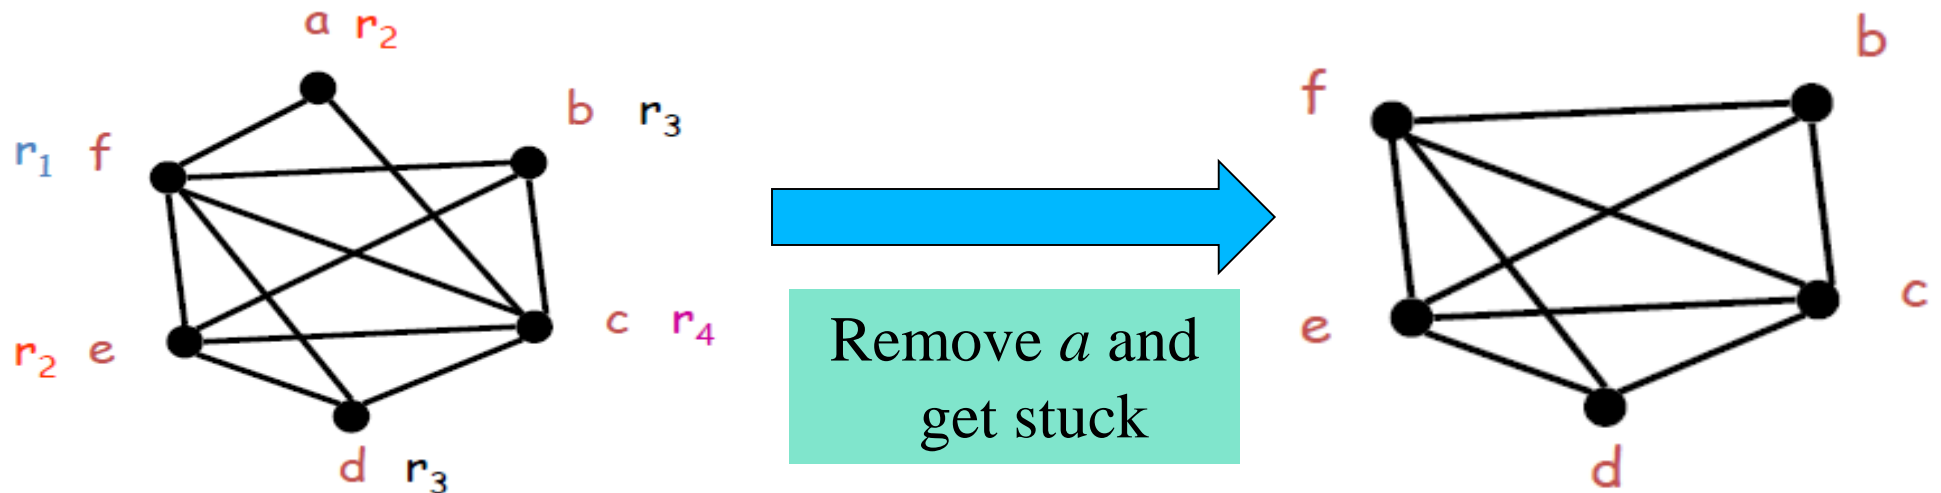 a r₂
b r₃
r₁ f
c r₄
r₂ e
d r₃
Remove a and
get stuck
b
f
c
e
d